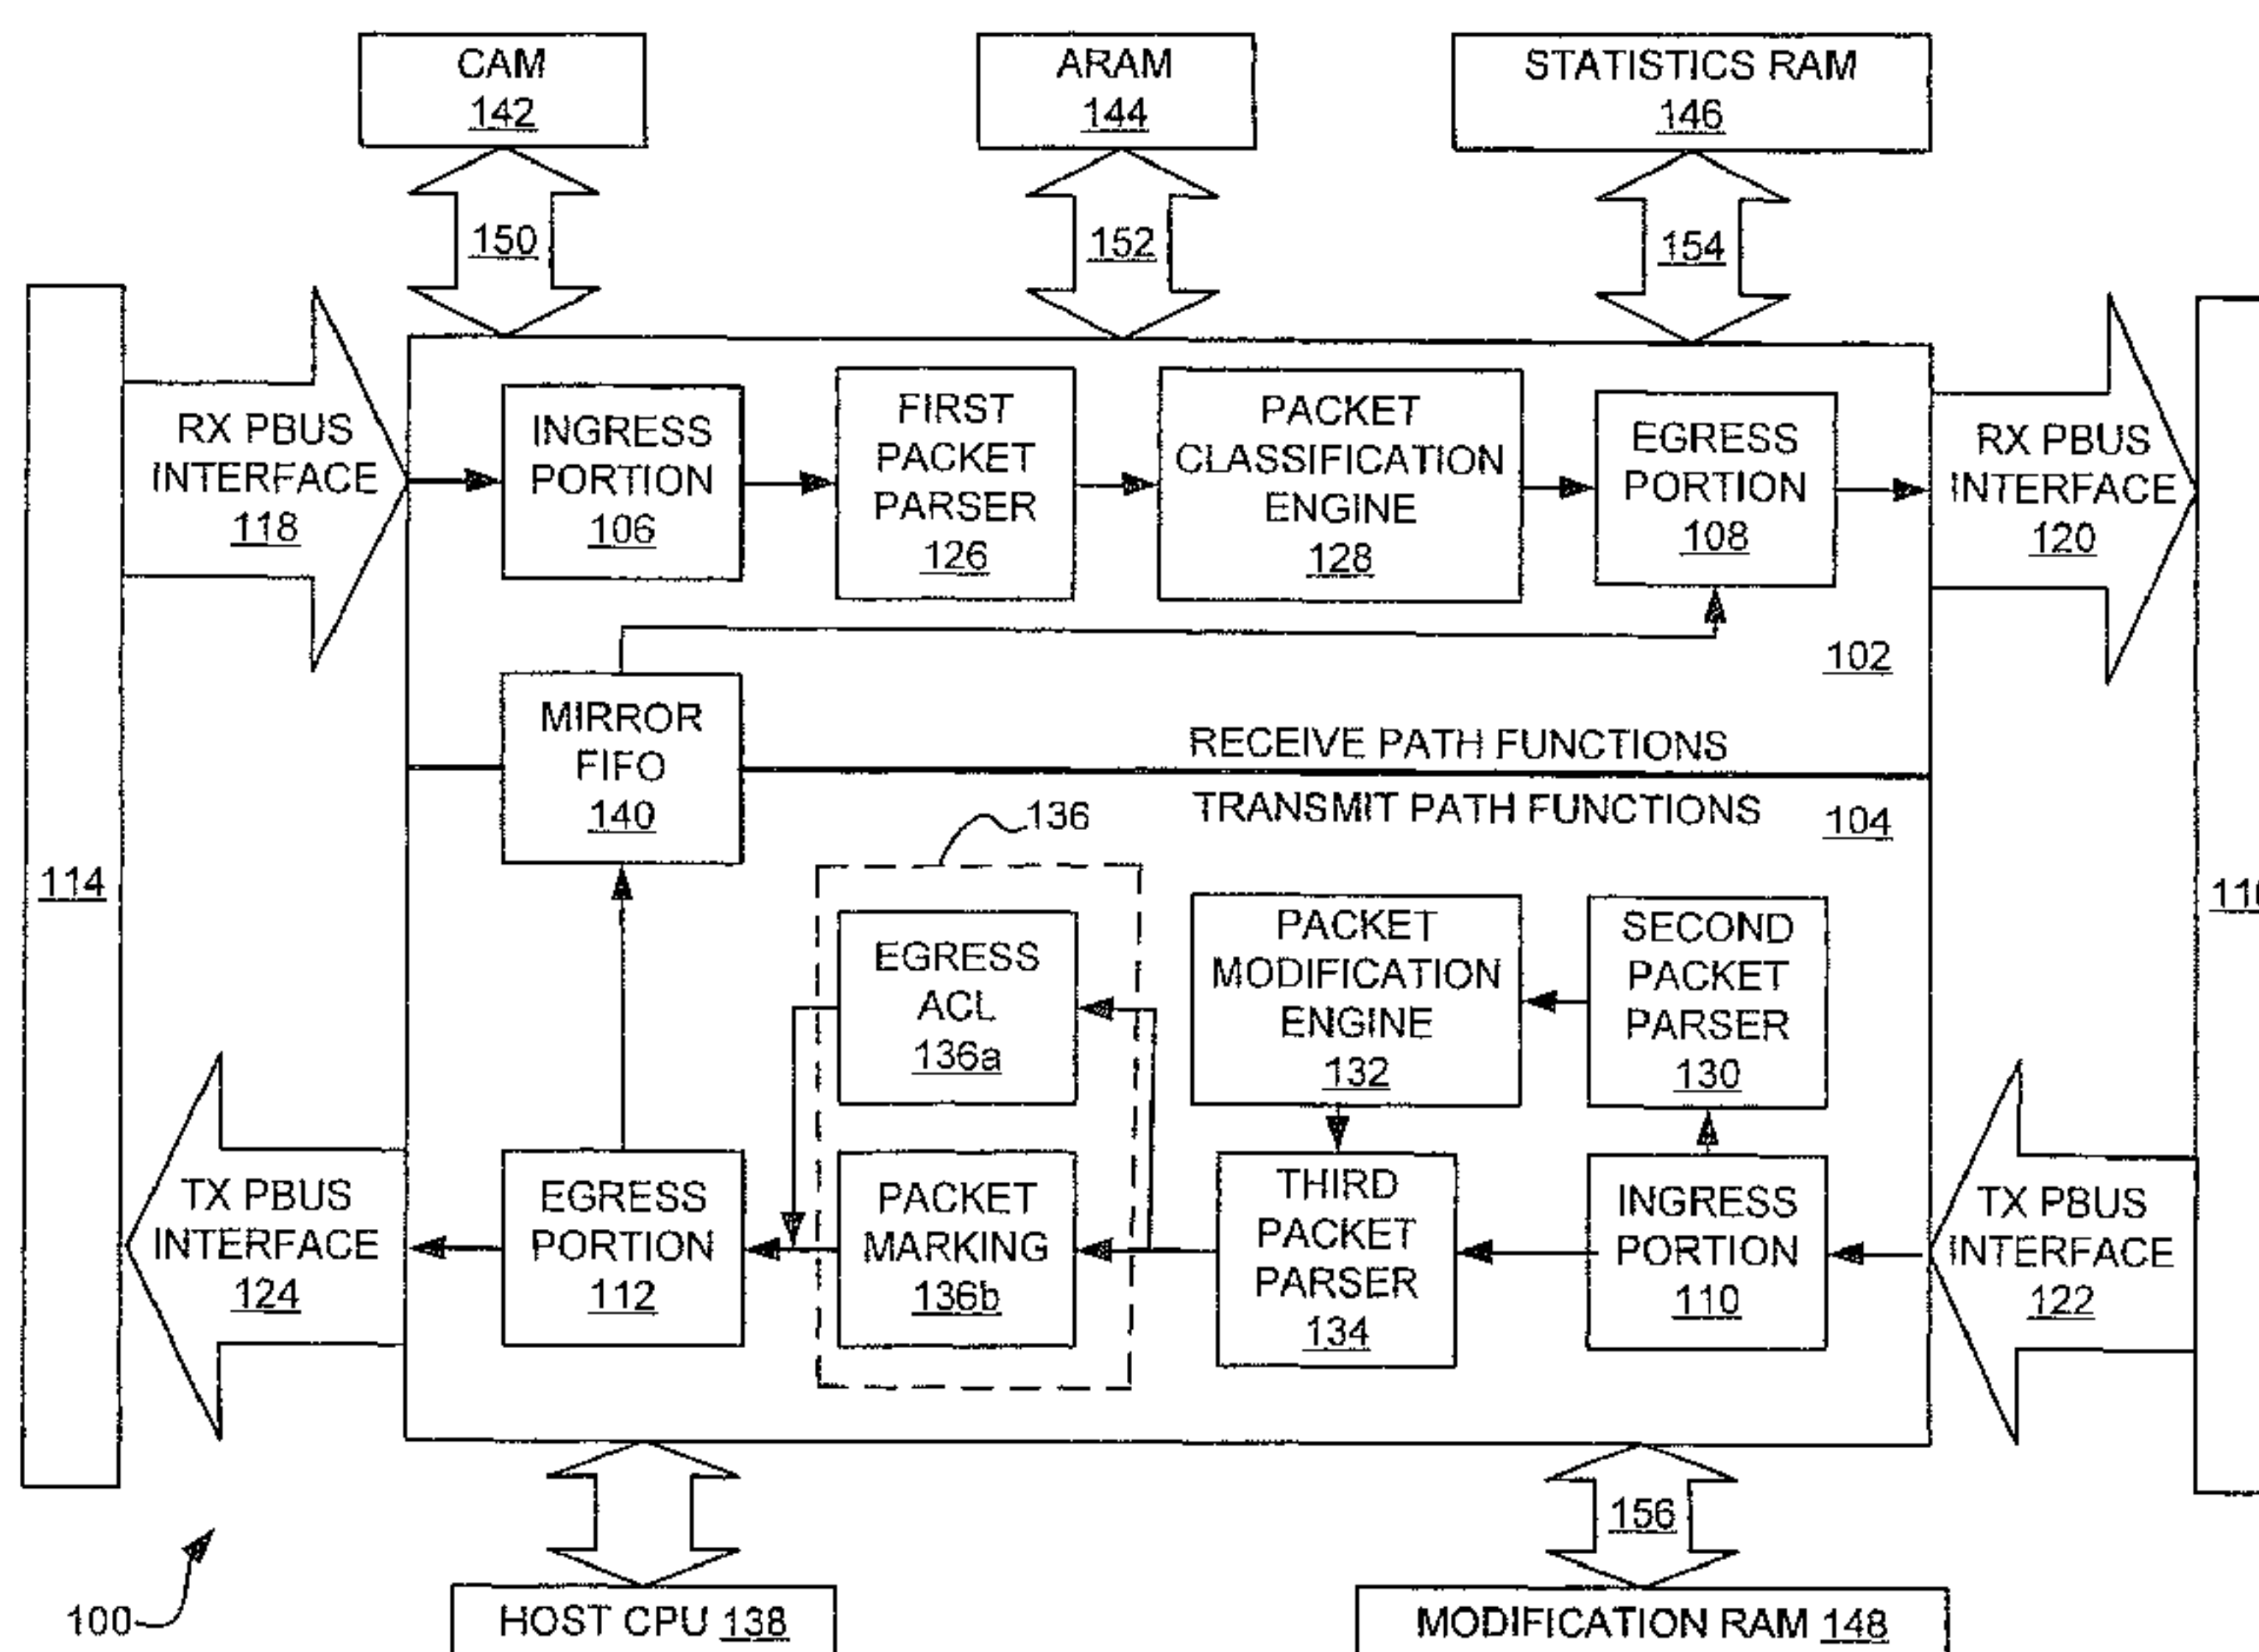 CAM
142
ARAM
144
STATISTICS RAM
146
150
152
154
RX PBUS
INTERFACE
118
INGRESS
PORTION
106
FIRST
PACKET
PARSER
126
PACKET
CLASSIFICATION
ENGINE
128
EGRESS
PORTION
108
RX PBUS
INTERFACE
120
102
MIRROR
FIFO
140
RECEIVE PATH FUNCTIONS
TRANSMIT PATH FUNCTIONS
104
136
114
EGRESS
ACL
136a
PACKET
MODIFICATION
ENGINE
132
SECOND
PACKET
PARSER
130
TX PBUS
INTERFACE
124
EGRESS
PORTION
112
PACKET
MARKING
136b
THIRD
PACKET
PARSER
134
INGRESS
PORTION
110
TX PBUS
INTERFACE
122
156
100
HOST CPU 138
MODIFICATION RAM 148